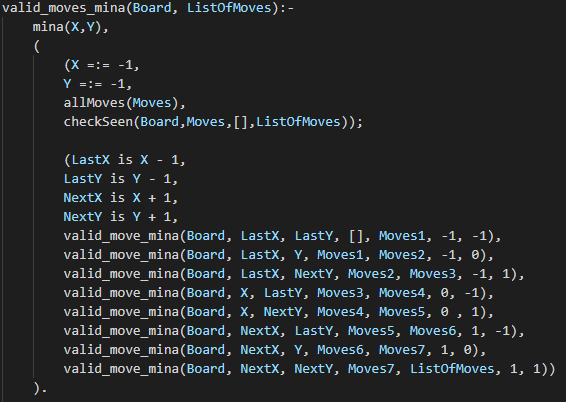 valid_moves_mina(Board, ListOfMoves):-
    mina(X,Y),
    (
        (X =:= -1,
        Y =:= -1,
        allMoves(Moves),
        checkSeen(Board,Moves,[],ListOfMoves));

        (LastX is X - 1,
        LastY is Y - 1,
        NextX is X + 1,
        NextY is Y + 1,
        valid_move_mina(Board, LastX, LastY, [], Moves1, -1, -1),
        valid_move_mina(Board, LastX, Y, Moves1, Moves2, -1, 0),
        valid_move_mina(Board, LastX, NextY, Moves2, Moves3, -1, 1),
        valid_move_mina(Board, X, LastY, Moves3, Moves4, 0, -1),
        valid_move_mina(Board, X, NextY, Moves4, Moves5, 0 , 1),
        valid_move_mina(Board, NextX, LastY, Moves5, Moves6, 1, -1),
        valid_move_mina(Board, NextX, Y, Moves6, Moves7, 1, 0),
        valid_move_mina(Board, NextX, NextY, Moves7, ListOfMoves, 1, 1))
    ).